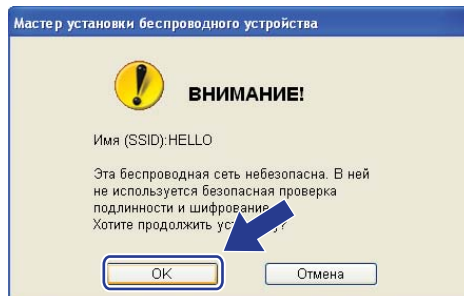 Мастер установки беспроводного устройства
ВНИМАНИЕ!
Имя (SSID):HELLO
Эта беспроводная сеть небезопасна. В ней
не используется безопасная проверка
подлинности и шифрование.
Хотите продолжить установку?
OK
Отмена